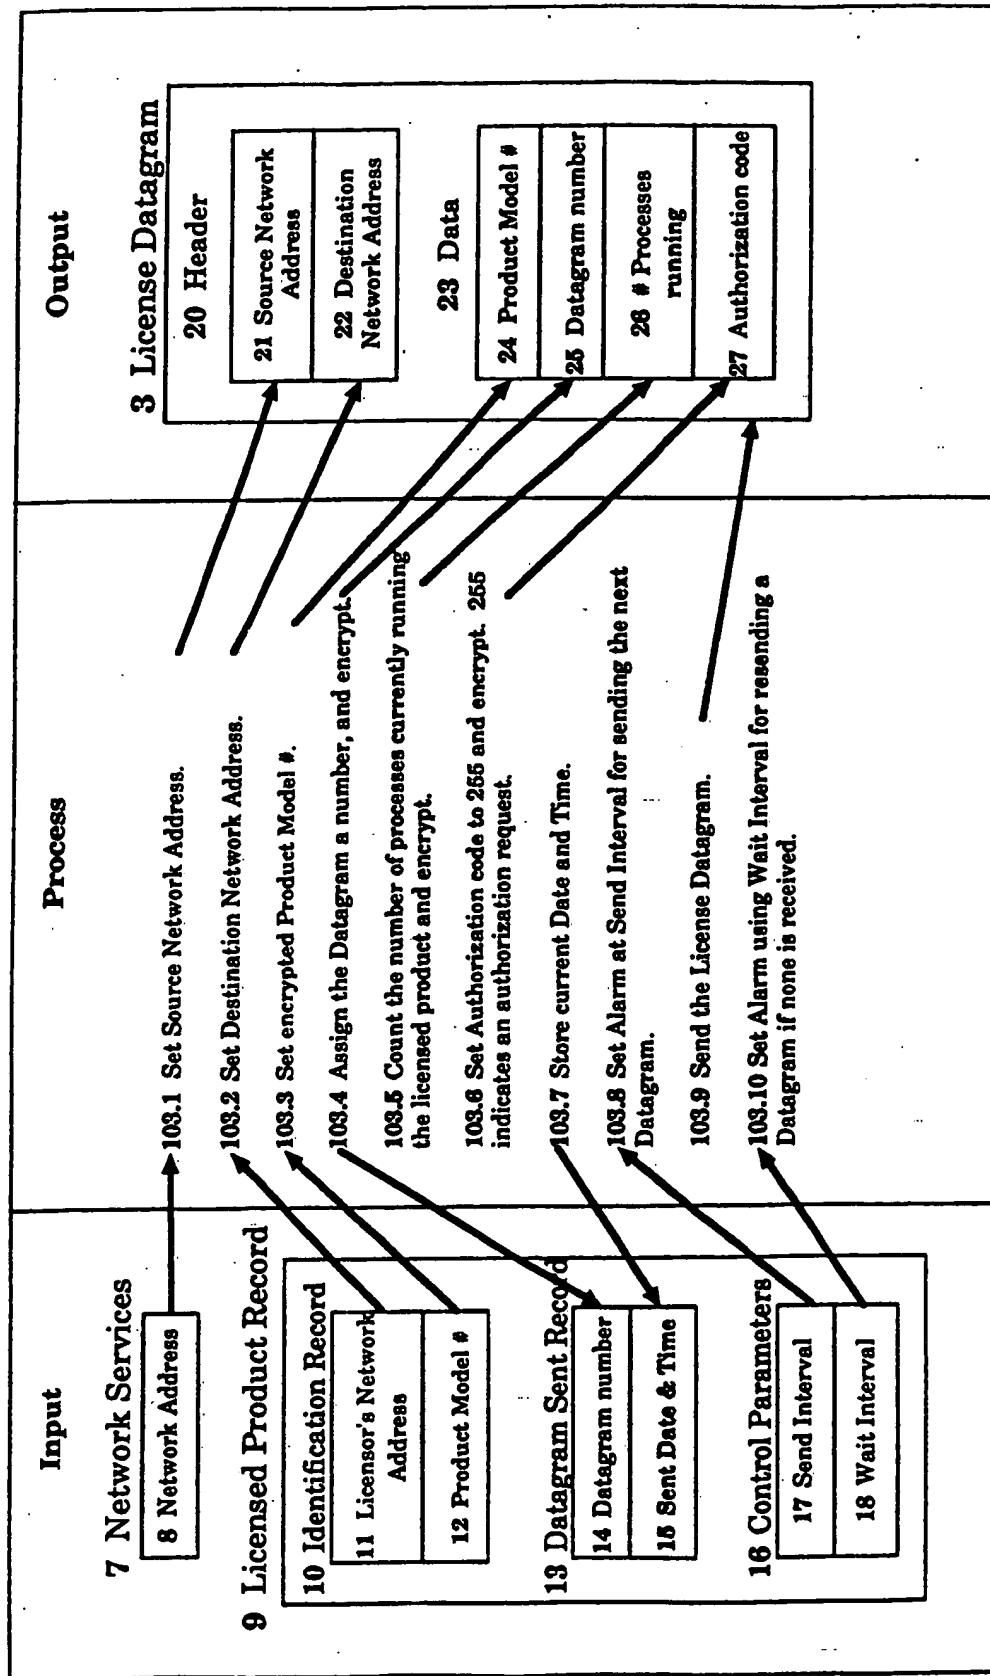 Input
7 Network Services
8 Network Address
9 Licensed Product Record
10 Identification Record
11 Licensor's Network
Address
12 Product Model #
13 Datagram Sent Record
14 Datagram number
15 Sent Date & Time
16 Control Parameters
17 Send Interval
18 Wait Interval
Process
103.1 Set Source Network Address.
103.2 Set Destination Network Address.
103.3 Set encrypted Product Model #.
103.4 Assign the Datagram a number, and encrypt.
103.5 Count the number of processes currently running
the licensed product and encrypt.
103.6 Set Authorization code to 255 and encrypt. 255
indicates an authorization request.
103.7 Store current Date and Time.
103.8 Set Alarm at Send Interval for sending the next
Datagram.
103.9 Send the License Datagram.
103.10 Set Alarm using Wait Interval for resending a
Datagram if none is received.
Output
3 License Datagram
20 Header
21 Source Network
Address
22 Destination
Network Address
23 Data
24 Product Model #
25 Datagram number
26 # Processes
running
27 Authorization code